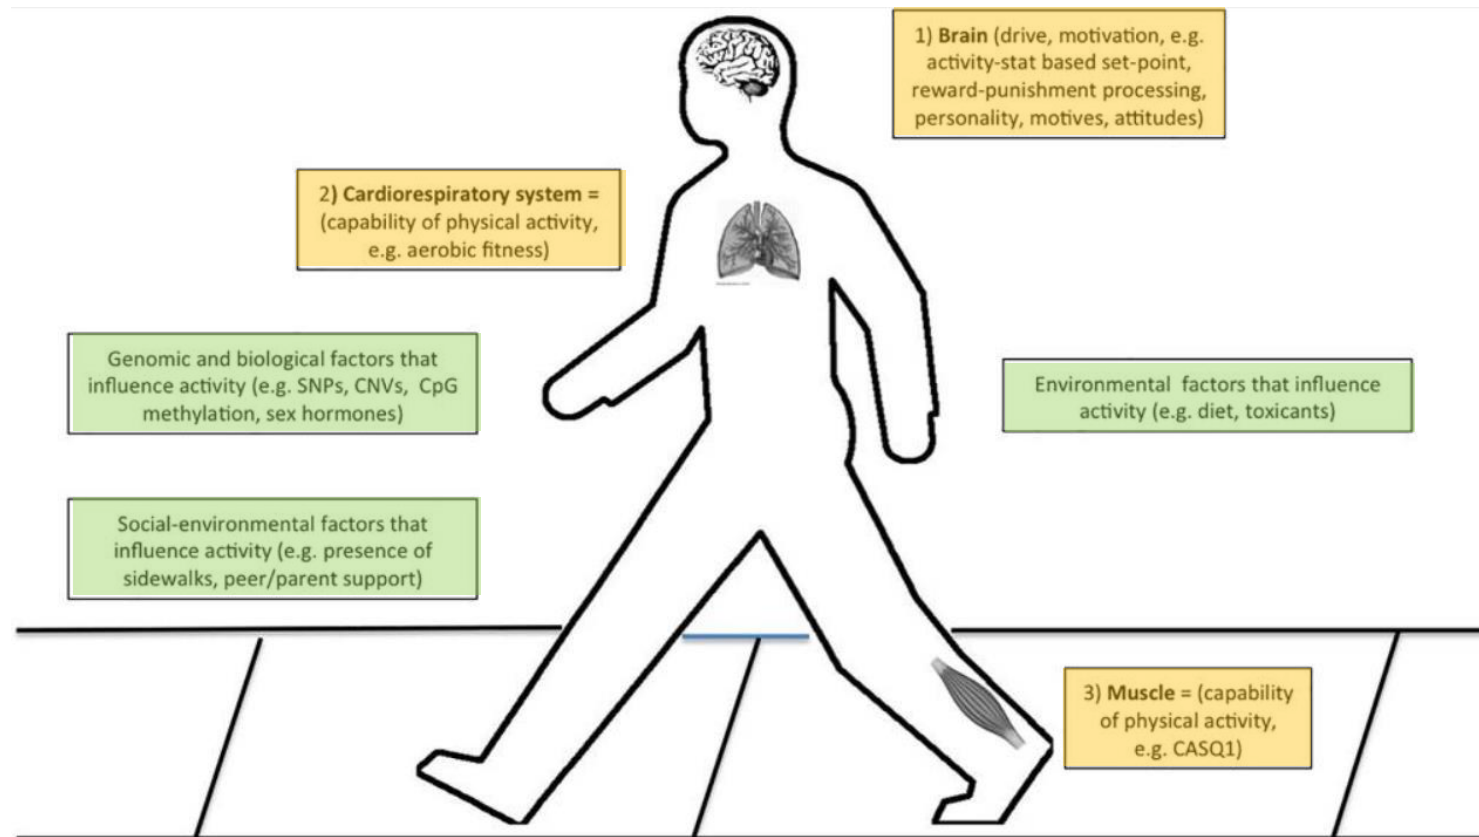 1) Brain (drive, motivation, e.g.
activity-stat based set-point,
reward-punishment processing,
personality, motives, attitudes)
2) Cardiorespiratory system =
(capability of physical activity,
e.g. aerobic fitness)
Genomic and biological factors that
influence activity (e.g. SNPs, CNVs, CpG
methylation, sex hormones)
Environmental factors that influence
activity (e.g. diet, toxicants)
Social-environmental factors that
influence activity (e.g. presence of
sidewalks, peer/parent support)
3) Muscle = (capability
of physical activity,
e.g. CASQ1)